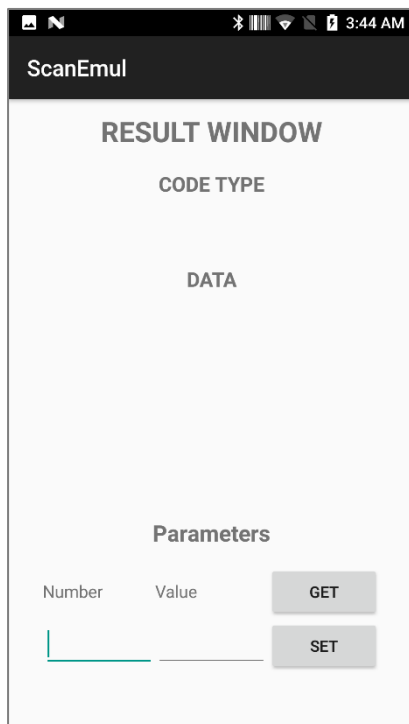 3:44 AM
ScanEmul
RESULT WINDOW
CODE TYPE
DATA
Parameters
Number Value GET
SET